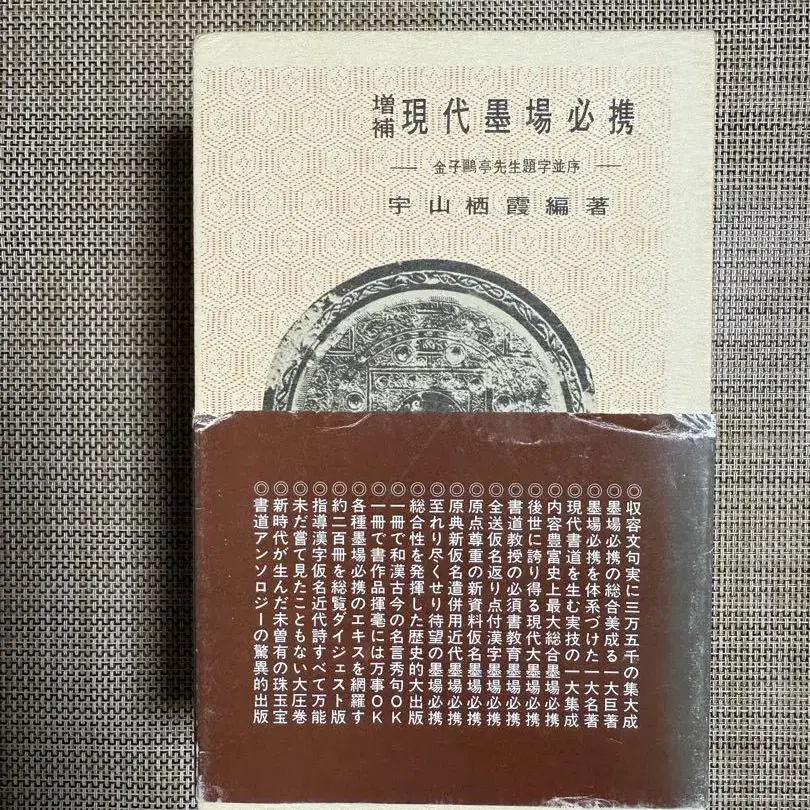 増補 現代墨場必携
― 金子鷗亭先生題字並序 ―
宇山栖霞編著
◎収容文句実に三万五千の集大成
◎墨場必携の総合美成る一大巨著
◎墨場必携を体系づけた一大名著
◎現代書道を生む実技の一大集成
◎内容豊富史上最大総合墨場必携
◎後世に誇り得る現代大墨場必携
◎書道教授の必須書教育墨場必携
◎全送仮名返り点付漢字墨場必携
◎原点尊重の新資料仮名墨場必携
◎原典新仮名遣併用近代墨場必携
◎至れり尽くせり待望の墨場必携
◎総合性を発揮した歴史的大出版
◎一冊で和漢古今の名言秀句OK
◎一冊で書作品揮毫には万事OK
◎各種墨場必携のエキスを網羅す
◎約二百冊を総覧ダイジェスト版
◎指導漢字仮名近代詩すべて万能
◎未だ嘗て見たこともない大圧巻
◎新時代が生んだ未曽有の珠玉宝
◎書道アンソロジーの驚異的出版